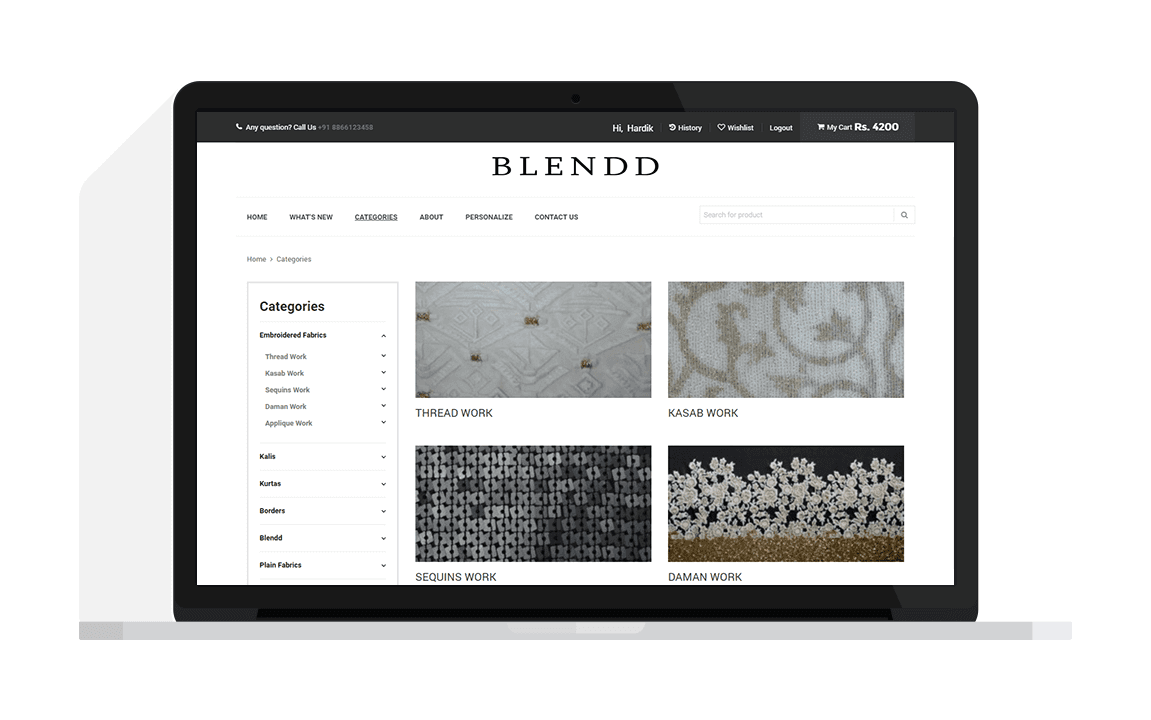 Any question? Call Us +91 8866123458
Hi, Hardik History Wishlist Logout My Cart Rs. 4200
BLENDD
HOME WHAT'S NEW CATEGORIES ABOUT PERSONALIZE CONTACT US Search for product
Home > Categories
Categories
Embroidered Fabrics
Thread Work
Kasab Work
Sequins Work
Daman Work
Applique Work
Kalis
Kurtas
Borders
Blendd
Plain Fabrics
THREAD WORK
KASAB WORK
SEQUINS WORK
DAMAN WORK